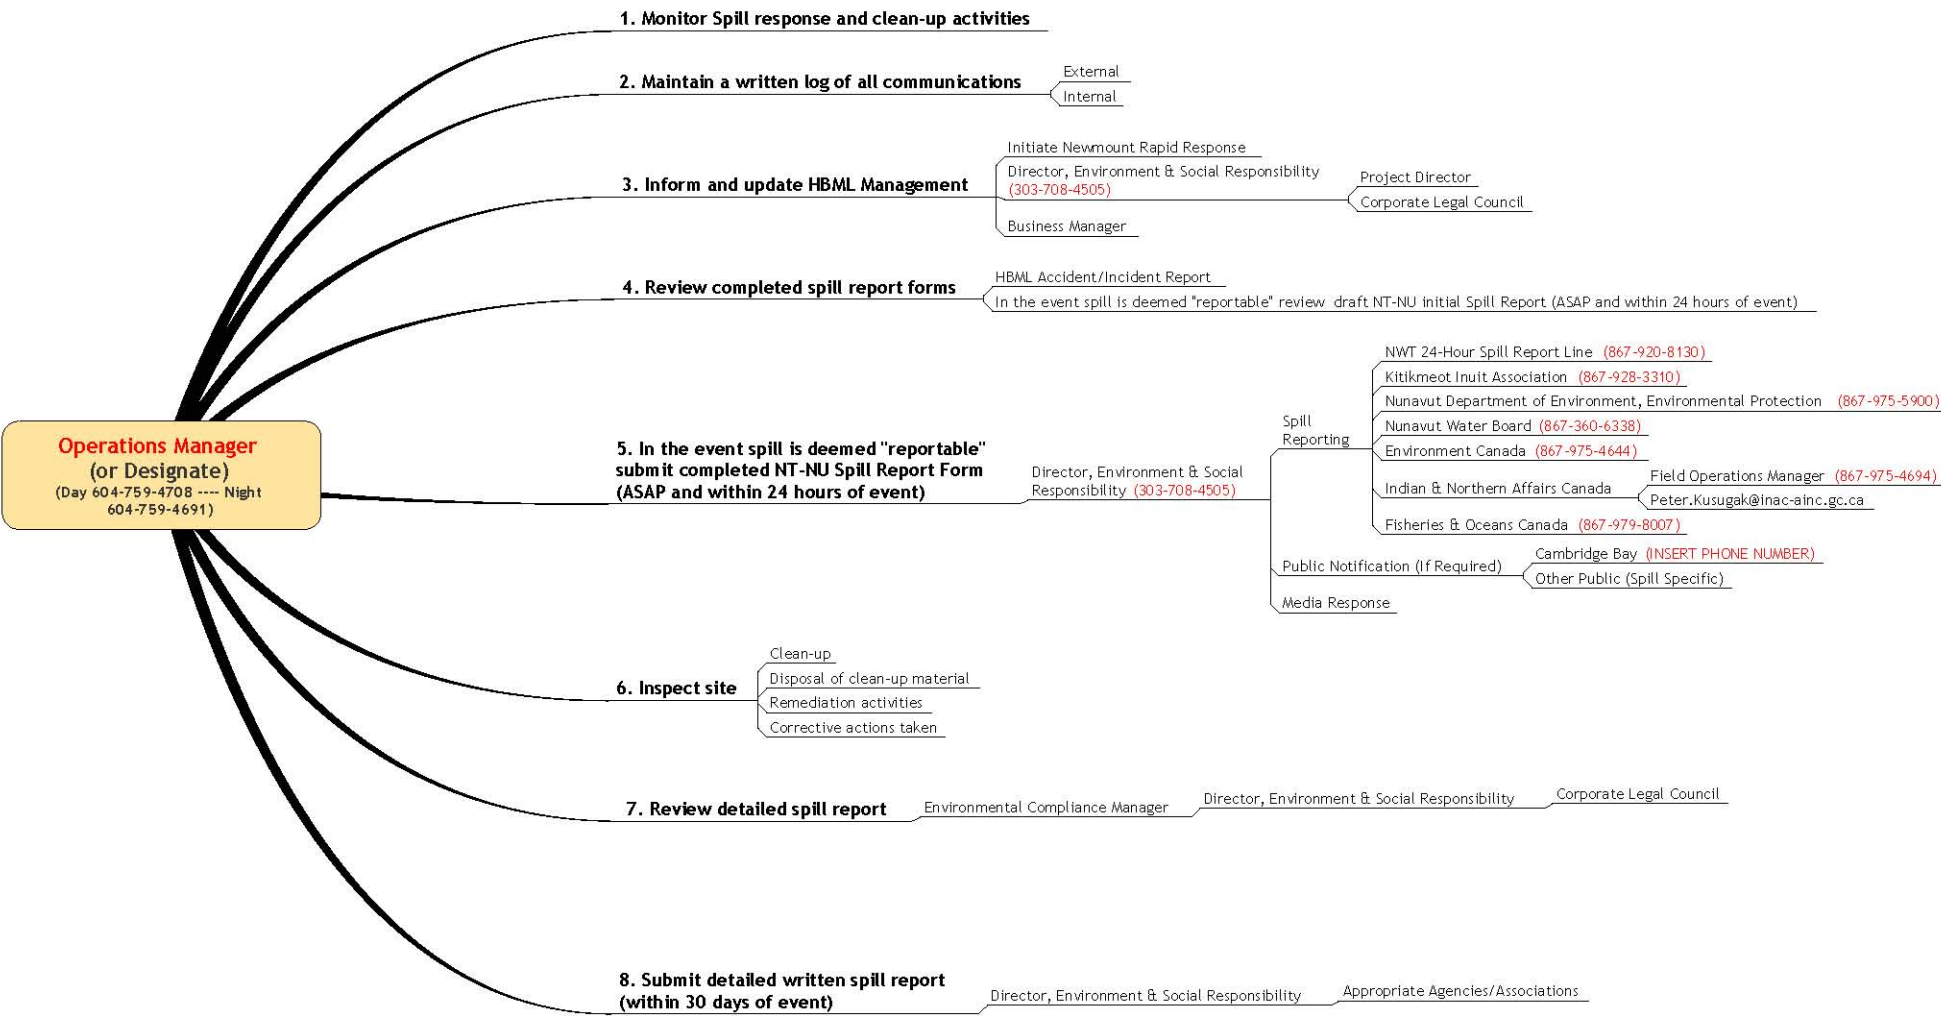 1. Monitor Spill response and clean-up activities
2. Maintain a written log of all communications
External
Internal
3. Inform and update HBML Management
Initiate Newmount Rapid Response
Director, Environment & Social Responsibility
(303-708-4505)
Project Director
Corporate Legal Council
Business Manager
4. Review completed spill report forms
HBML Accident/Incident Report
In the event spill is deemed "reportable" review draft NT-NU initial Spill Report (ASAP and within 24 hours of event)
Operations Manager
(or Designate)
(Day 604-759-4708 ---- Night
604-759-4691)
5. In the event spill is deemed "reportable"
submit completed NT-NU Spill Report Form
(ASAP and within 24 hours of event)
Director, Environment & Social
Responsibility (303-708-4505)
Spill
Reporting
NWT 24-Hour Spill Report Line (867-920-8130)
Kitikmeot Inuit Association (867-928-3310)
Nunavut Department of Environment, Environmental Protection (867-975-5900)
Nunavut Water Board (867-360-6338)
Environment Canada (867-975-4644)
Indian & Northern Affairs Canada
Field Operations Manager (867-975-4694)
Peter.Kusugak@inac-ainc.gc.ca
Fisheries & Oceans Canada (867-979-8007)
Public Notification (If Required)
Cambridge Bay (INSERT PHONE NUMBER)
Other Public (Spill Specific)
Media Response
6. Inspect site
Clean-up
Disposal of clean-up material
Remediation activities
Corrective actions taken
7. Review detailed spill report
Environmental Compliance Manager
Director, Environment & Social Responsibility
Corporate Legal Council
8. Submit detailed written spill report
(within 30 days of event)
Director, Environment & Social Responsibility
Appropriate Agencies/Associations